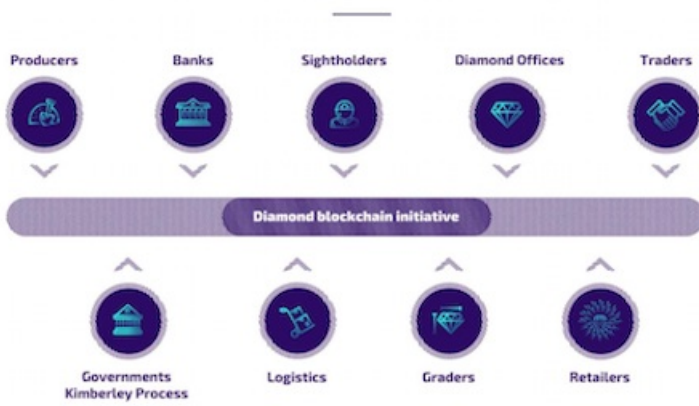 Producers
Banks
Sightholders
Diamond Offices
Traders
Diamond blockchain initiative
Governments
Kimberley Process
Logistics
Graders
Retailers